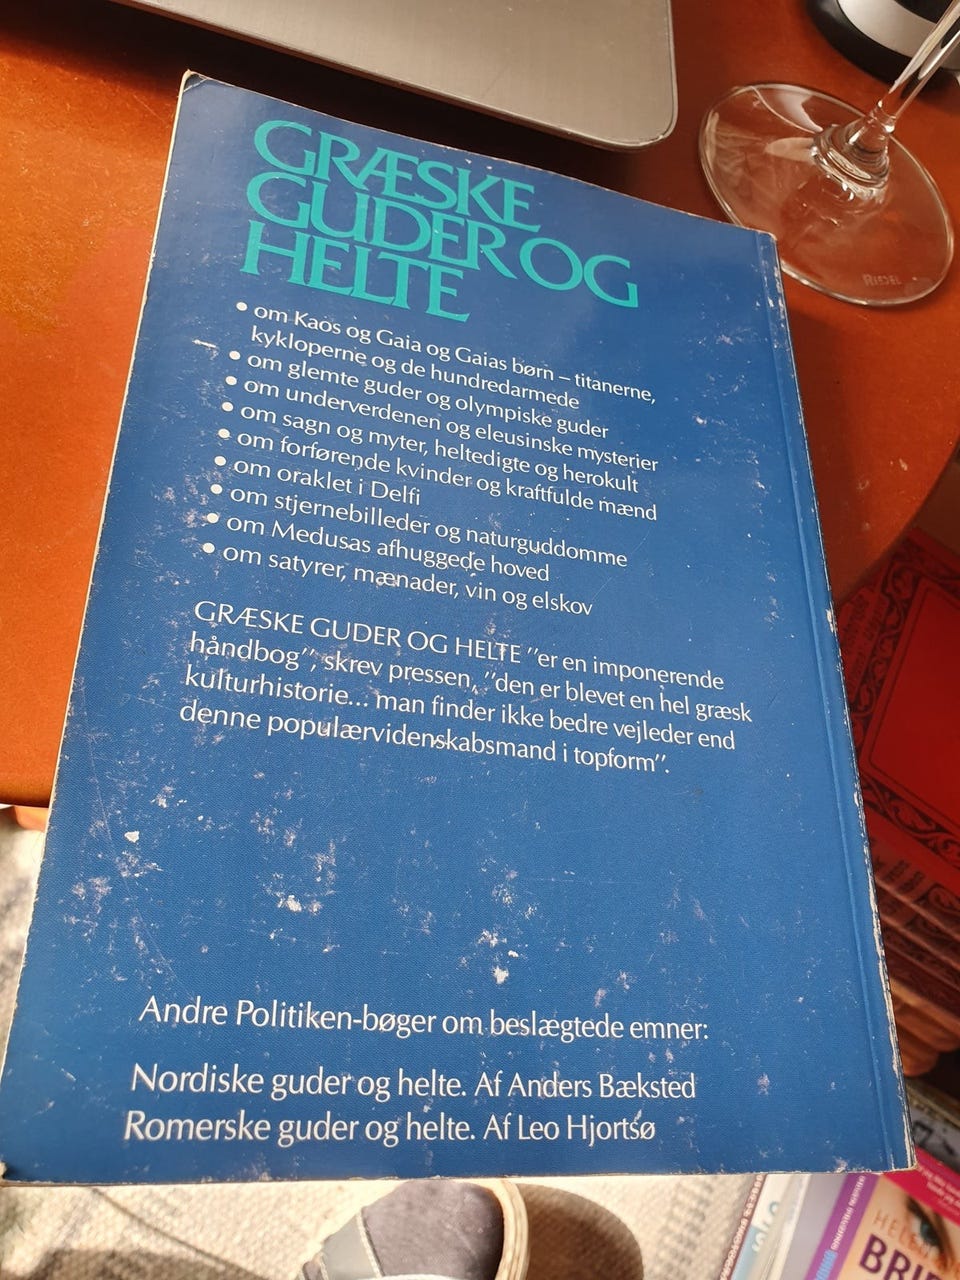 GRÆSKE
GUDER OG
HELTE
• om Kaos og Gaia og Gaias børn – titanerne,
kykloperne og de hundredarmede
• om glemte guder og olympiske guder
• om underverdenen og eleusinske mysterier
• om sagn og myter, heltedigte og herokult
• om forførende kvinder og kraftfulde mænd
• om oraklet i Delfi
• om stjernebilleder og naturguddomme
• om Medusas afhuggede hoved
• om satyrer, mænader, vin og elskov
GRÆSKE GUDER OG HELTE ”er en imponerende
håndbog”, skrev pressen, ”den er blevet en hel græsk
kulturhistorie... man finder ikke bedre vejleder end
denne populærvidenskabsmand i topform”.
Andre Politiken-bøger om beslægtede emner:
Nordiske guder og helte. Af Anders Bæksted
Romerske guder og helte. Af Leo Hjortsø